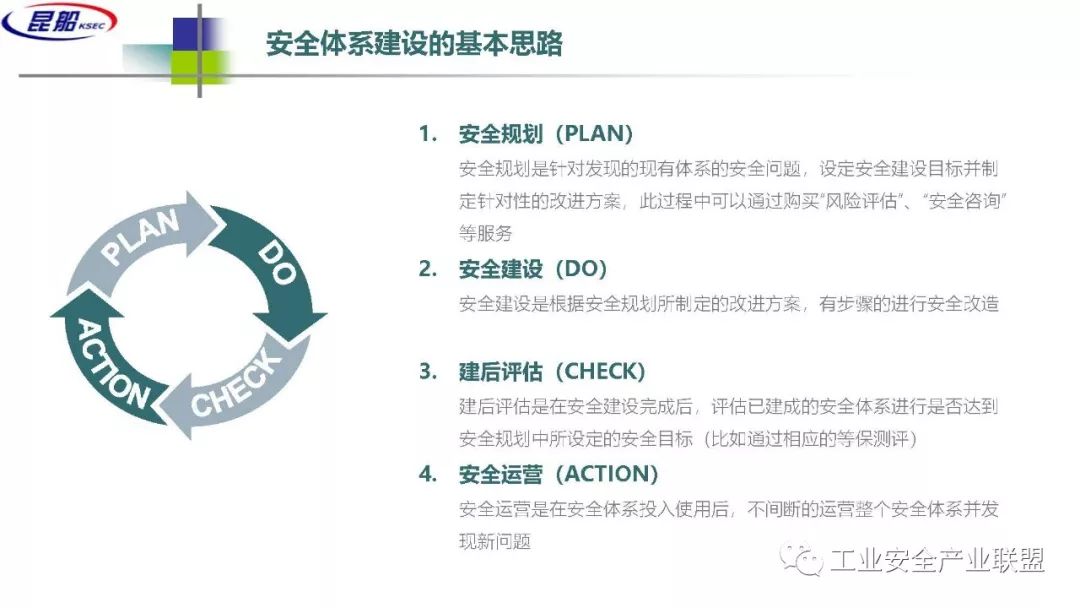 昆船 KSEC
安全体系建设的基本思路
PLAN
DO
CHECK
ACTION
1. 安全规划（PLAN）
安全规划是针对发现的现有体系的安全问题，设定安全建设目标并制
定针对性的改进方案，此过程中可以通过购买“风险评估”、“安全咨询”
等服务
2. 安全建设（DO）
安全建设是根据安全规划所制定的改进方案，有步骤的进行安全改造
3. 建后评估（CHECK）
建后评估是在安全建设完成后，评估已建成的安全体系进行是否达到
安全规划中所设定的安全目标（比如通过相应的等保测评）
4. 安全运营（ACTION）
安全运营是在安全体系投入使用后，不间断的运营整个安全体系并发
现新问题
工业安全产业联盟